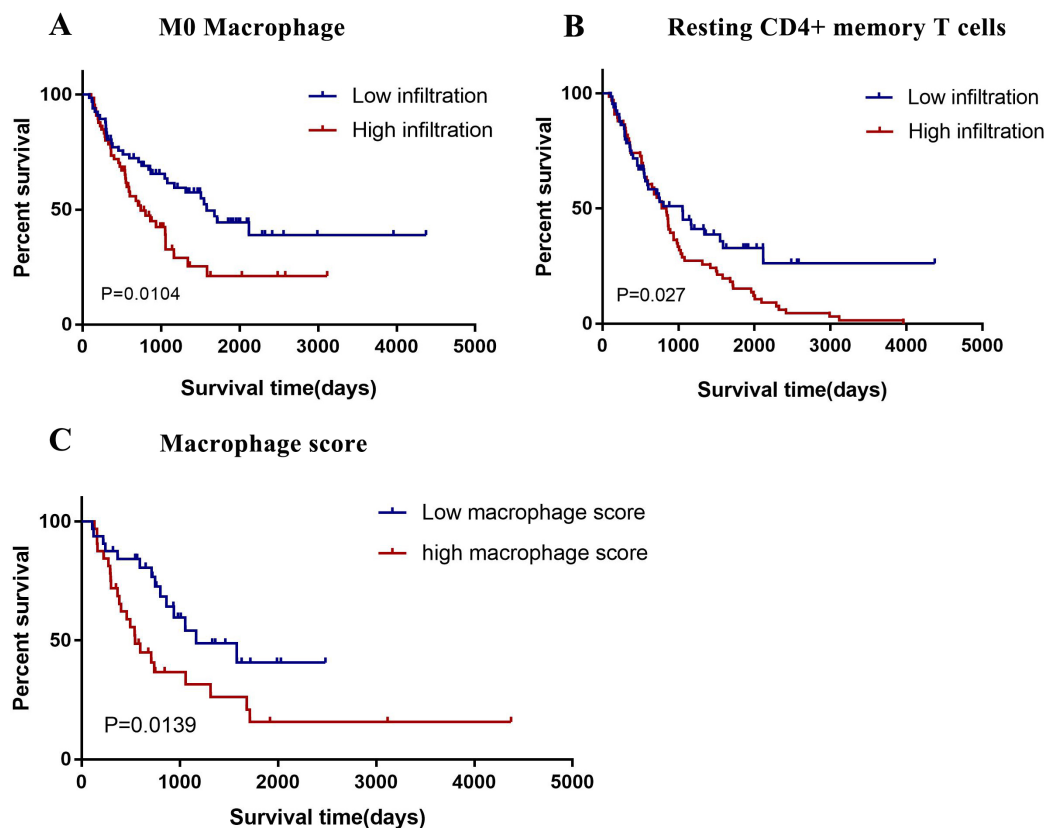 A
M0 Macrophage
Low infiltration
High infiltration
Percent survival
100
50
0
P=0.0104
0 1000 2000 3000 4000 5000
Survival time(days)
B
Resting CD4+ memory T cells
Low infiltration
High infiltration
Percent survival
100
50
0
P=0.027
0 1000 2000 3000 4000 5000
Survival time(days)
C
Macrophage score
Low macrophage score
high macrophage score
Percent survival
100
50
0
P=0.0139
0 1000 2000 3000 4000 5000
Survival time(days)